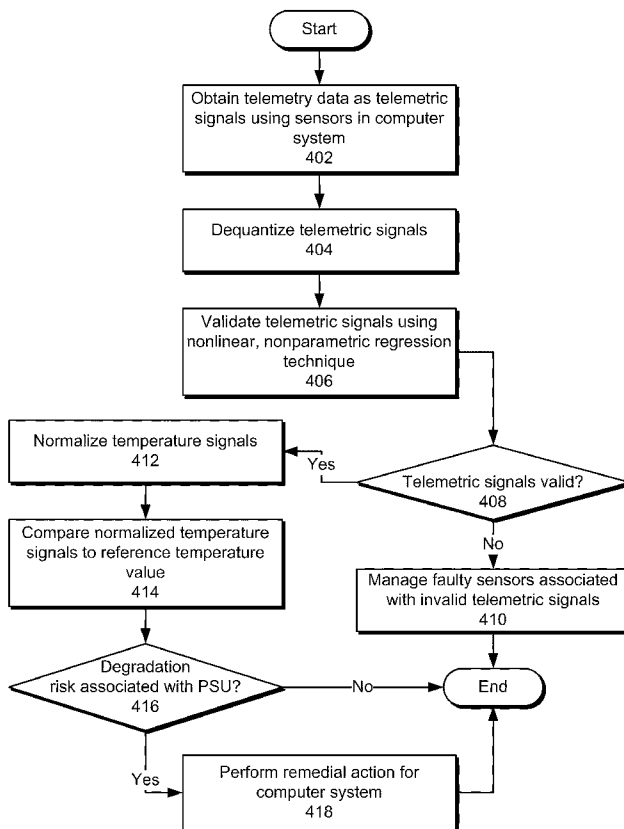 Start
Obtain telemetry data as telemetric
signals using sensors in computer
system
402
Dequantize telemetric signals
404
Validate telemetric signals using
nonlinear, nonparametric regression
technique
406
Telemetric signals valid?
408
Yes
No
Normalize temperature signals
412
Compare normalized temperature
signals to reference temperature
value
414
Manage faulty sensors associated
with invalid telemetric signals
410
Degradation
risk associated with PSU?
416
No
End
Yes
Perform remedial action for
computer system
418